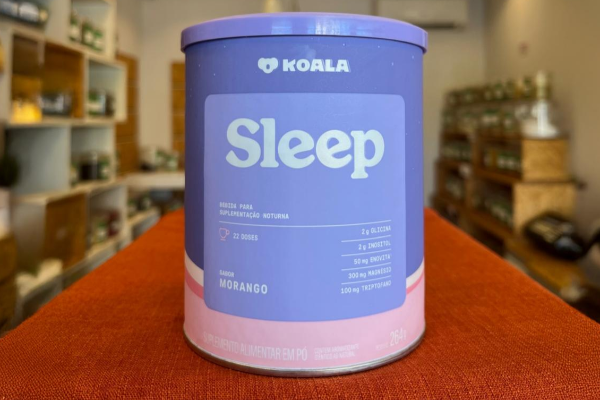 KOALA
Sleep
BEBIDA PARA
SUPLEMENTAÇÃO NOTURNA
22 DOSES
2 g GLICINA
2 g INOSITOL
50 mg ENOVITA
300 mg MAGNÉSIO
100 mg TRIPTOFANO
SABOR
MORANGO
SUPLEMENTO ALIMENTAR EM PÓ
264g